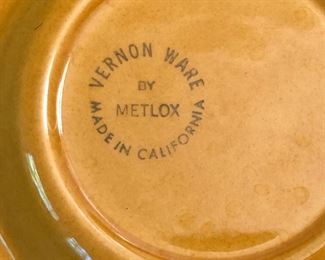 VERNON WARE
BY
METLOX
MADE IN CALIFORNIA